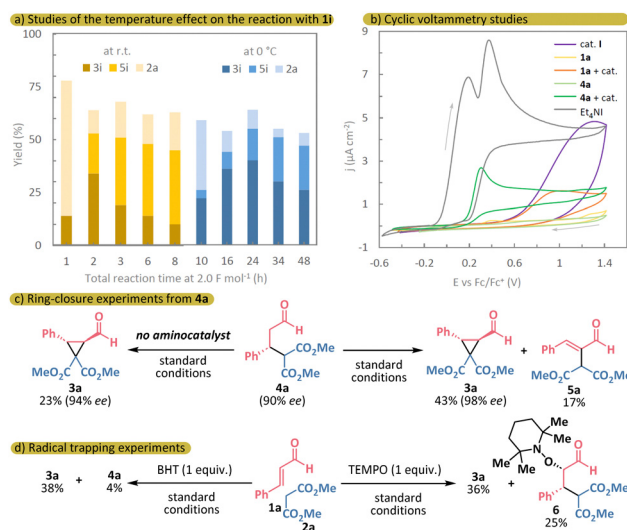 a) Studies of the temperature effect on the reaction with 1i
at r.t.
3i 5i 2a
at 0 °C
3i 5i 2a
100
75
50
25
0
Yield (%)
1 2 3 6 8 10 16 24 34 48
Total reaction time at 2.0 F mol⁻¹ (h)
b) Cyclic voltammetry studies
cat. I
1a
1a + cat.
4a
4a + cat.
Et₄NI
9
7
5
3
1
-1
j (µA cm⁻²)
-0.6 -0.2 0.2 0.6 1 1.4
E vs Fc/Fc⁺ (V)
c) Ring-closure experiments from 4a
Ph O H
MeO₂C CO₂Me
3a
23% (94% ee)
no aminocatalyst
standard
conditions
O H
Ph CO₂Me
CO₂Me
4a
(90% ee)
standard
conditions
Ph O H
MeO₂C CO₂Me
3a
43% (98% ee)
+
O
Ph H
MeO₂C CO₂Me
5a
17%
d) Radical trapping experiments
3a + 4a
38% 4%
BHT (1 equiv.)
standard
conditions
O
H
Ph CO₂Me
1a CO₂Me
2a
TEMPO (1 equiv.)
standard
conditions
3a +
36%
Me Me
N
Me Me
O O
H
Ph CO₂Me
CO₂Me
6
25%